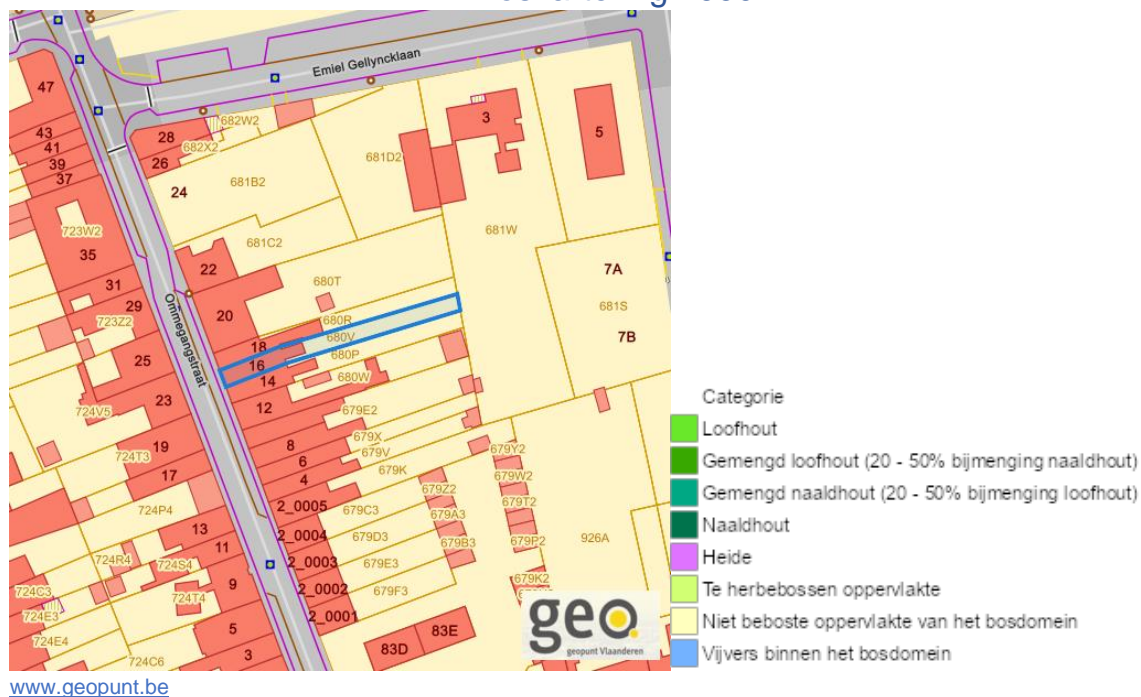 Emiel Gellyncklaan
47
43
41
39
37
28
682W2
682X2
26
681D2
3
5
24
681B2
723W2
35
681C2
681W
22
7A
31
680T
681S
29
723Z2
Ommegangstraat
20
680R
680V
7B
18
16
680P
25
14
680W
724V5
23
12
679E2
8
679X
679V
6
679K
4
679Y2
724T3
19
17
679W2
679Z2
679T2
724P4
2_0005
679C3
679A3
13
2_0004
679D3
679B3
679P2
926A
11
724R4
724S4
2_0003
679E3
679K2
9
724C3
724T4
2_0002
679F3
724E3
2_0001
5
83E
724E4
83D
3
724C6
geo
geopunt Vlaanderen
Categorie
Loofhout
Gemengd loofhout (20 - 50% bijmenging naaldhout)
Gemengd naaldhout (20 - 50% bijmenging loofhout)
Naaldhout
Heide
Te herbebossen oppervlakte
Niet beboste oppervlakte van het bosdomein
Vijvers binnen het bosdomein
www.geopunt.be